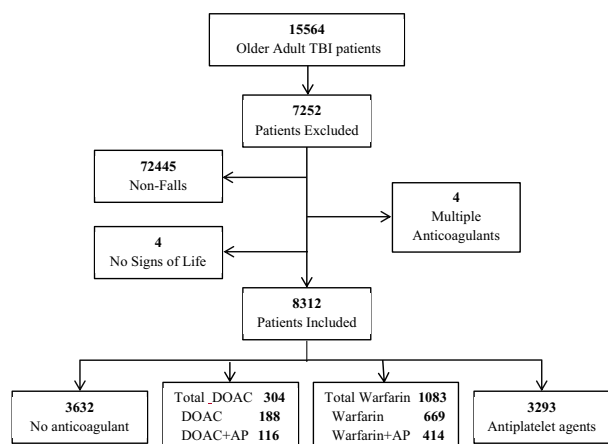 15564
Older Adult TBI patients
7252
Patients Excluded
72445
Non-Falls
4
Multiple
Anticoagulants
4
No Signs of Life
8312
Patients Included
3632
No anticoagulant
Total_DOAC 304
DOAC 188
DOAC+AP 116
Total Warfarin 1083
Warfarin 669
Warfarin+AP 414
3293
Antiplatelet agents